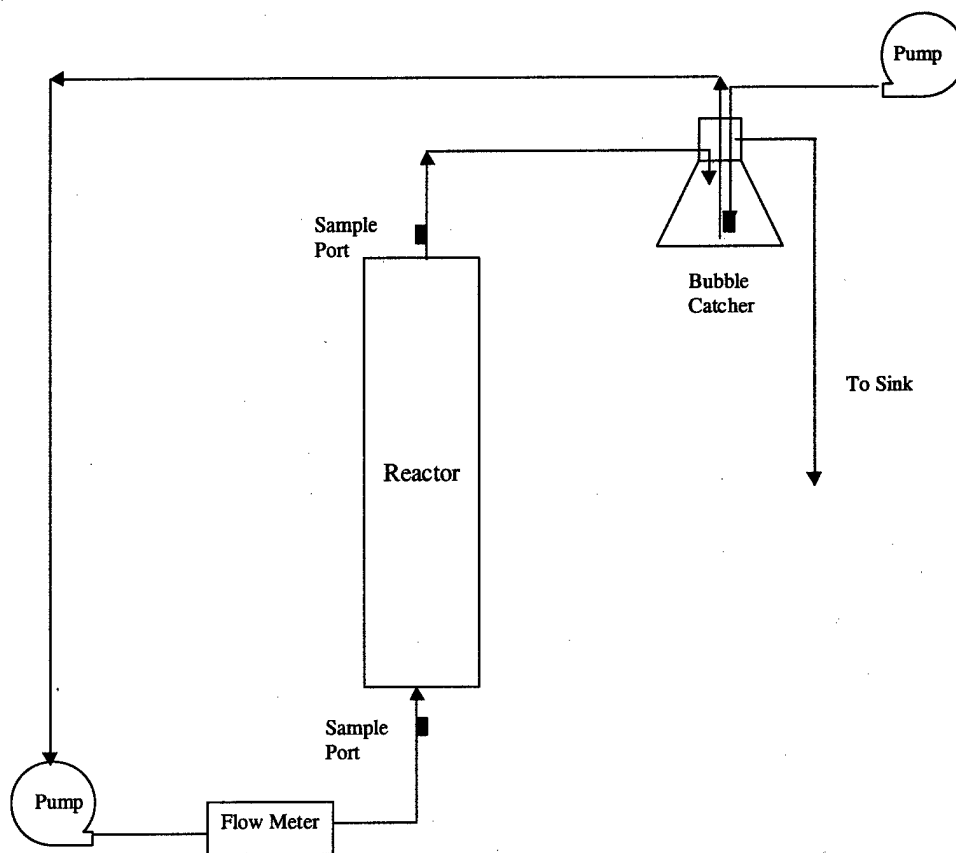 Pump
Sample
Port
Bubble
Catcher
To Sink
Reactor
Sample
Port
Pump
Flow Meter